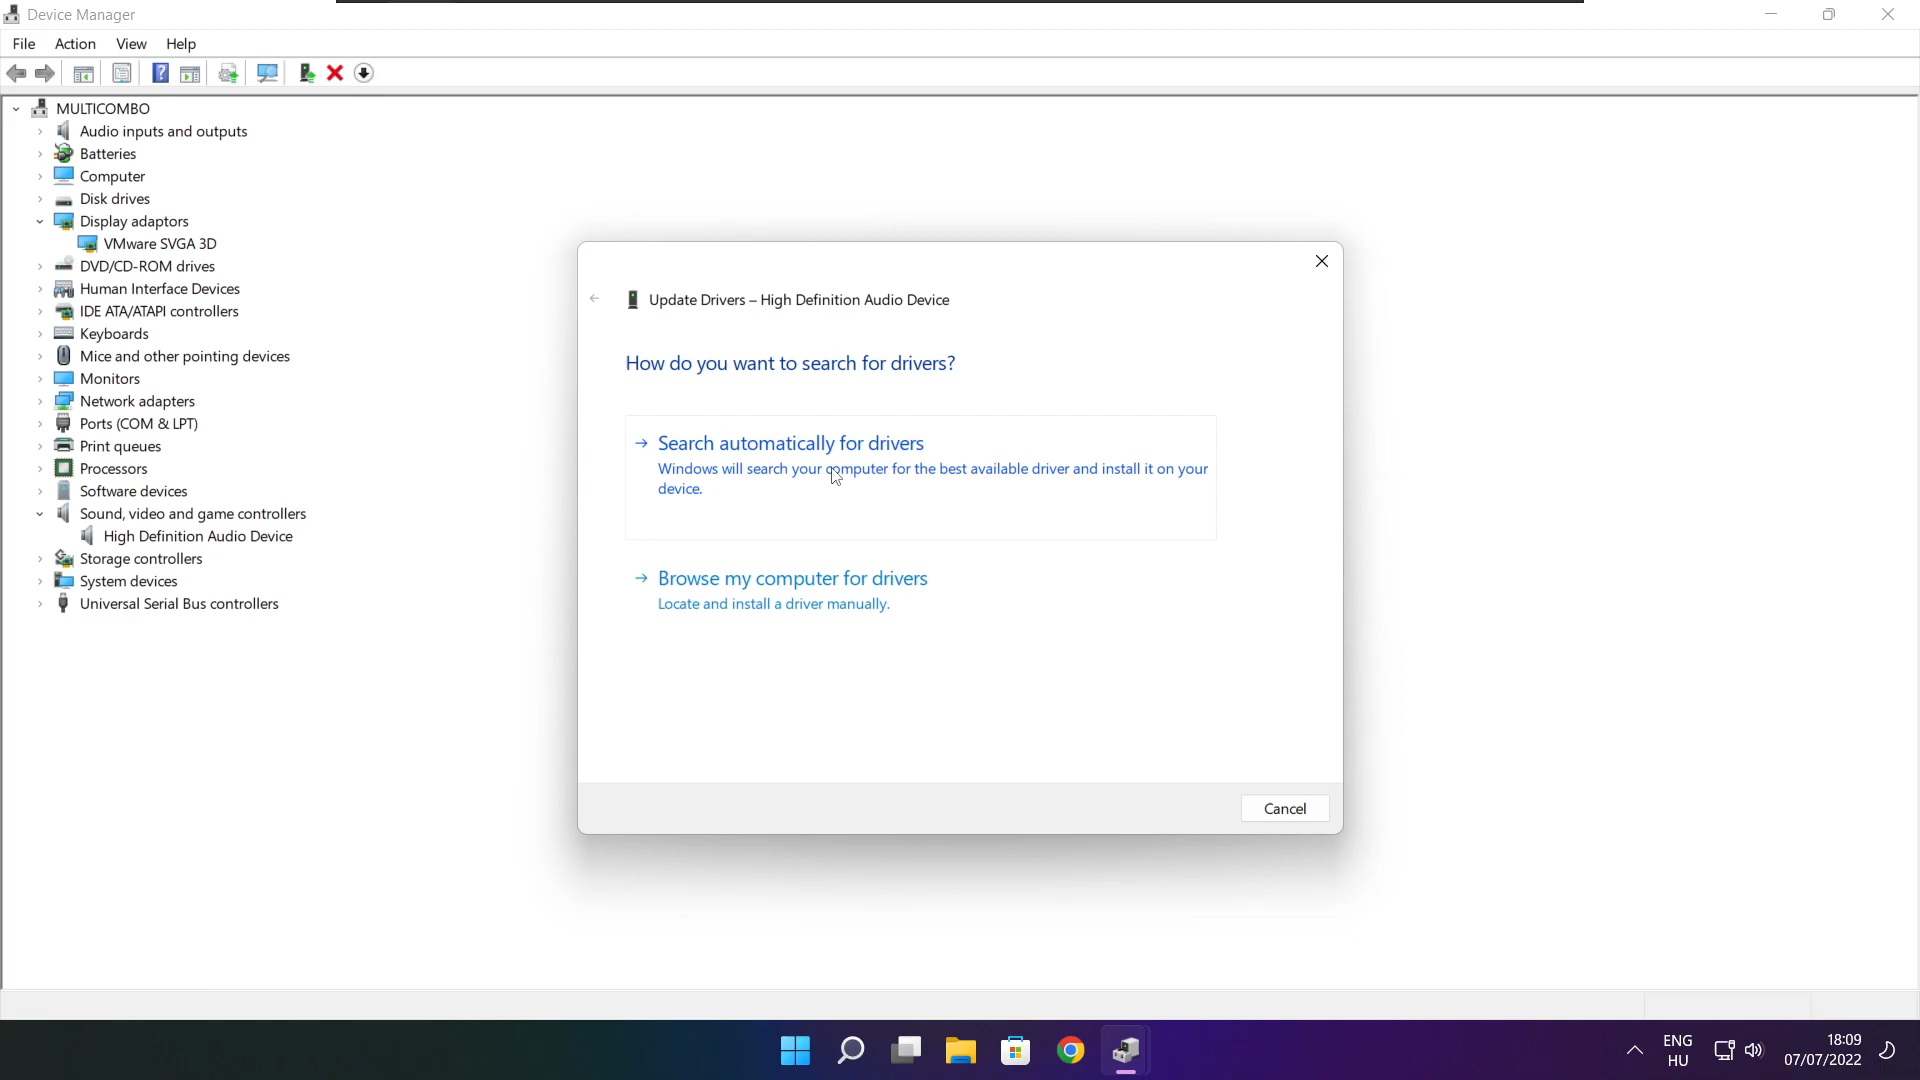 Device Manager
File Action View Help
MULTICOMBO
Audio inputs and outputs
Batteries
Computer
Disk drives
Display adaptors
VMware SVGA 3D
DVD/CD-ROM drives
Human Interface Devices
IDE ATA/ATAPI controllers
Keyboards
Mice and other pointing devices
Monitors
Network adapters
Ports (COM & LPT)
Print queues
Processors
Software devices
Sound, video and game controllers
High Definition Audio Device
Storage controllers
System devices
Universal Serial Bus controllers
Update Drivers – High Definition Audio Device
How do you want to search for drivers?
Search automatically for drivers
Windows will search your computer for the best available driver and install it on your
device.
Browse my computer for drivers
Locate and install a driver manually.
Cancel
ENG
HU
18:09
07/07/2022